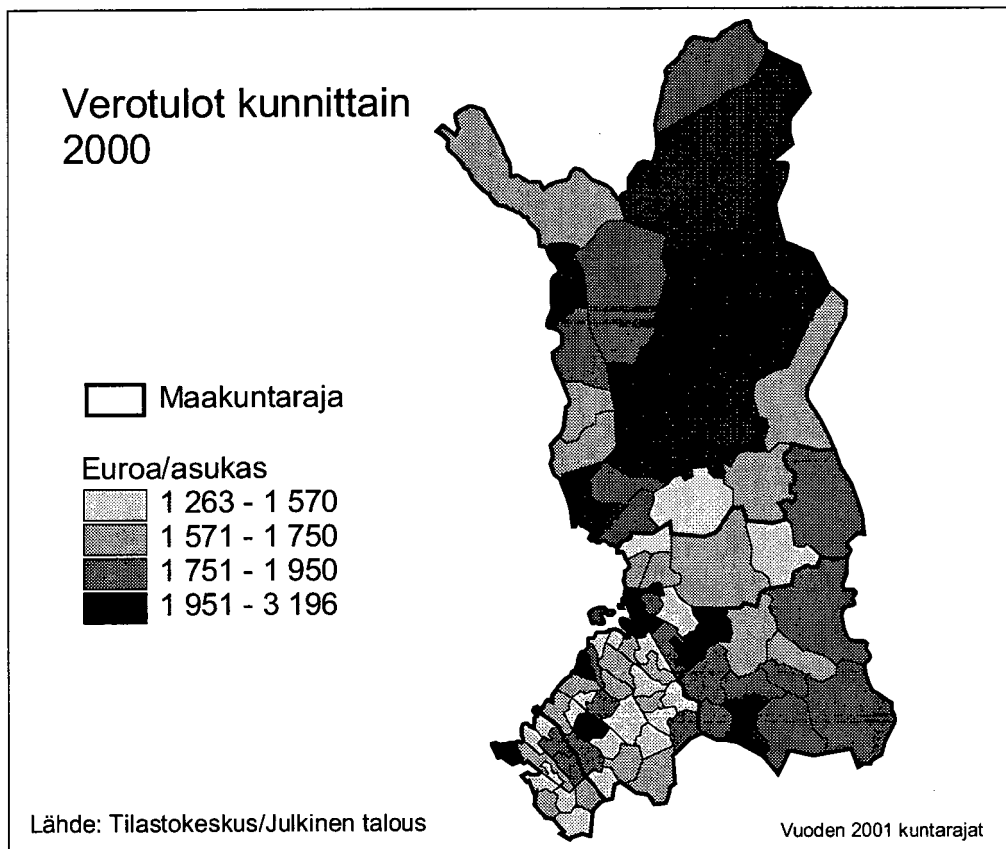 Verotulot kunnittain
2000
Maakuntaraja
Euroa/asukas
1 263 - 1 570
1 571 - 1 750
1 751 - 1 950
1 951 - 3 196
Lähde: Tilastokeskus/Julkinen talous
Vuoden 2001 kuntarajat